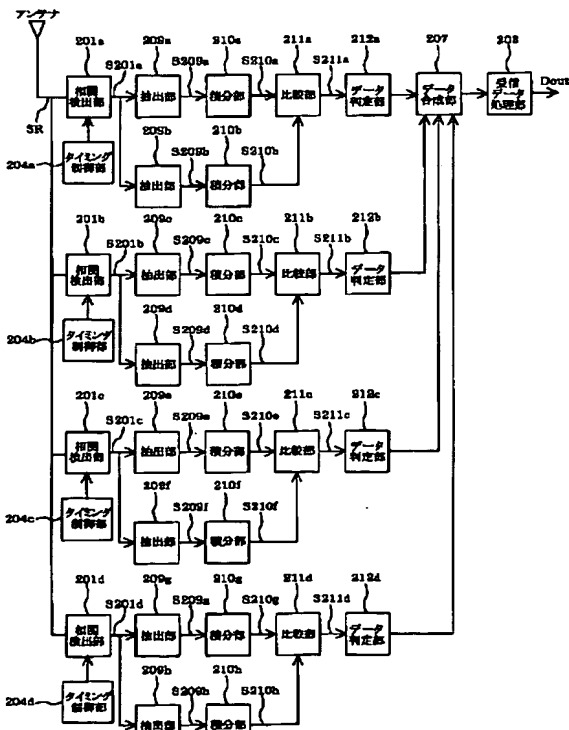 アンテナ
201a S201a 209a S209a 210a S210a 211a S211a 212a 207 208
相関検出部 抽出部 積分部 比較部 データ判定部 データ合成部 受信データ処理部 Dout
SR
204a タイミング制御部
209b S209b 210b S210b
抽出部 積分部
201b S201b 209c S209c 210c S210c 211b S211b 212b
相関検出部 抽出部 積分部 比較部 データ判定部
204b タイミング制御部
209d S209d 210d S210d
抽出部 積分部
201c S201c 209e S209e 210e S210e 211c S211c 212c
相関検出部 抽出部 積分部 比較部 データ判定部
204c タイミング制御部
209f S209f 210f S210f
抽出部 積分部
201d S201d 209g S209g 210g S210g 211d S211d 212d
相関検出部 抽出部 積分部 比較部 データ判定部
204d タイミング制御部
209h S209h 210h S210h
抽出部 積分部